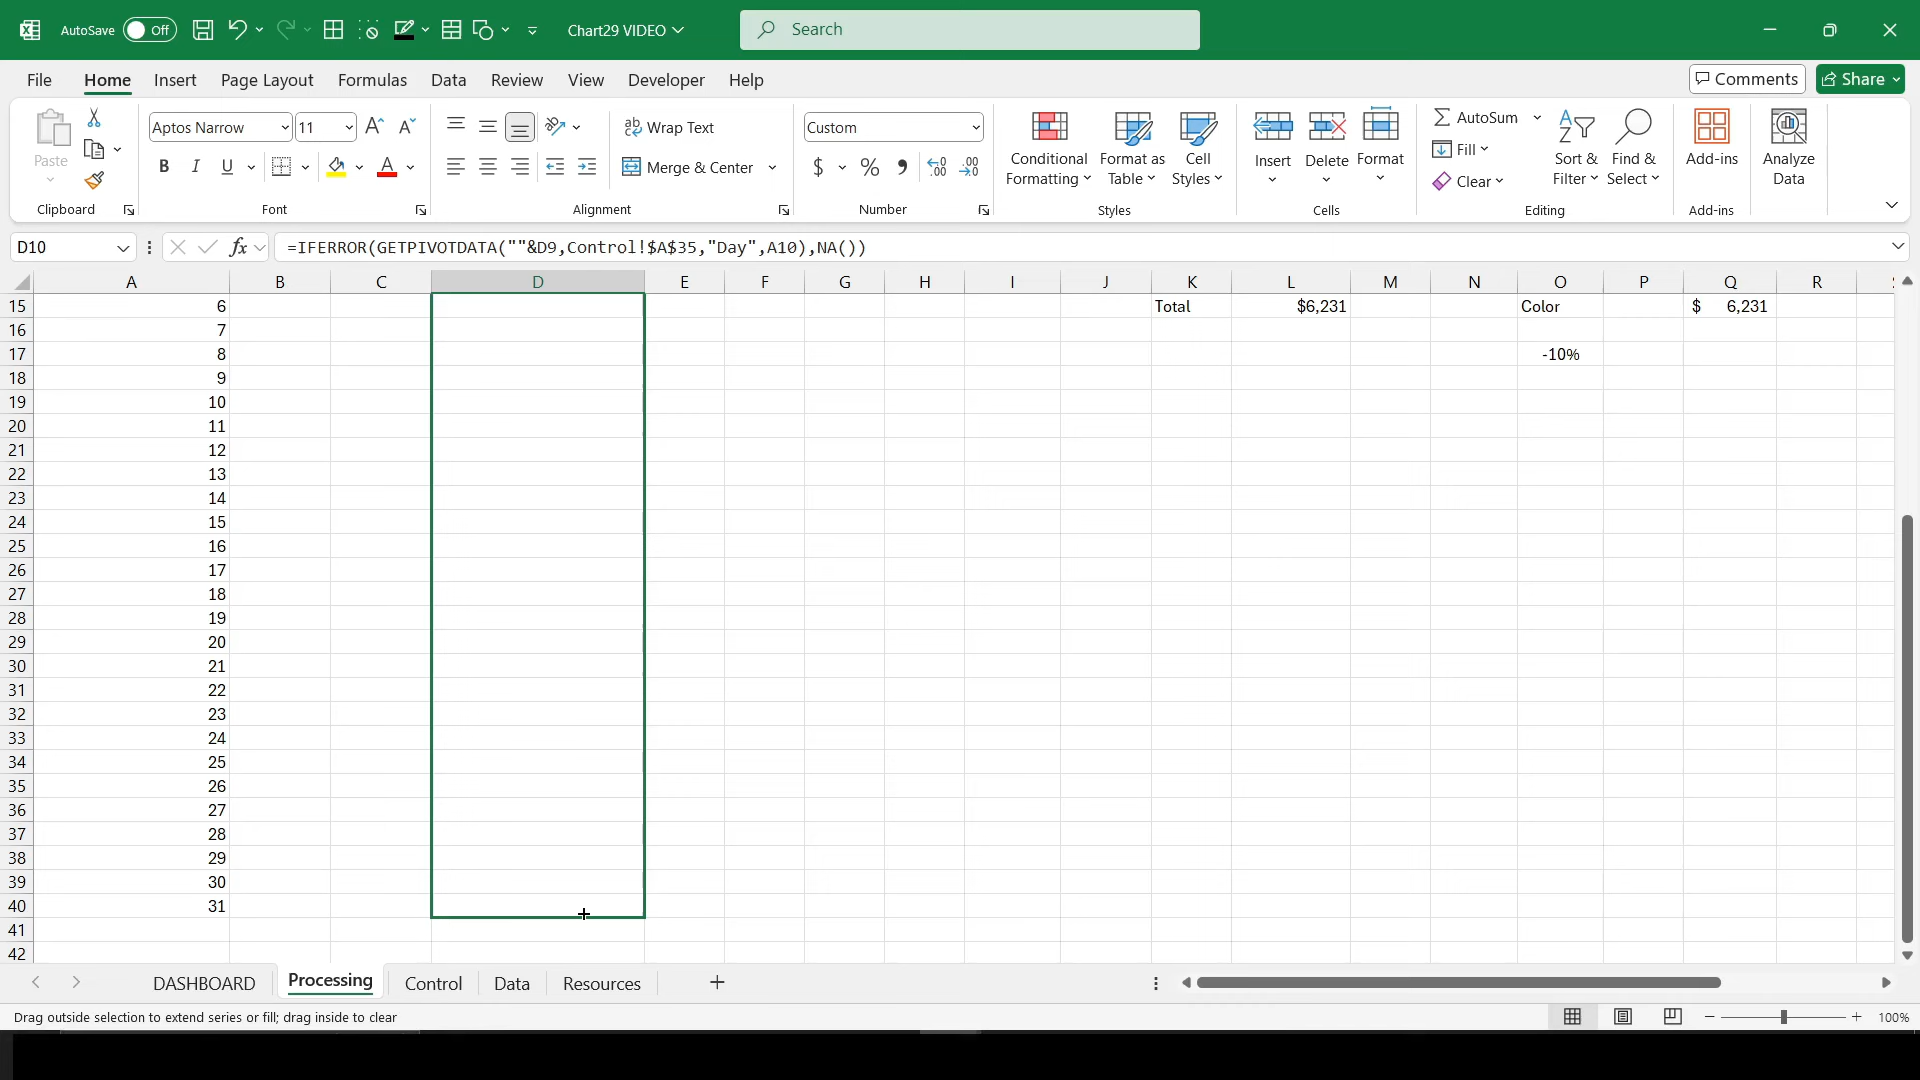 AutoSave Off Chart29 VIDEO Search
File Home Insert Page Layout Formulas Data Review View Developer Help Comments Share
Paste
Clipboard
Aptos Narrow 11
B I U
Font
Wrap Text
Merge & Center
Alignment
Custom
$ % 9
Number
Conditional Formatting
Format as Table
Cell Styles
Styles
Insert Delete Format
Cells
AutoSum
Fill
Clear
Sort & Filter
Find & Select
Editing
Add-ins
Add-ins
Analyze Data
D10 fx =IFERROR(GETPIVOTDATA(""&D9,Control!$A$35,"Day",A10),NA())
A B C D E F G H I J K L M N O P Q R
15 6 Total $6,231 Color $ 6,231
16 7
17 8 -10%
18 9
19 10
20 11
21 12
22 13
23 14
24 15
25 16
26 17
27 18
28 19
29 20
30 21
31 22
32 23
33 24
34 25
35 26
36 27
37 28
38 29
39 30
40 31
41
42
DASHBOARD Processing Control Data Resources
Drag outside selection to extend series or fill; drag inside to clear 100%